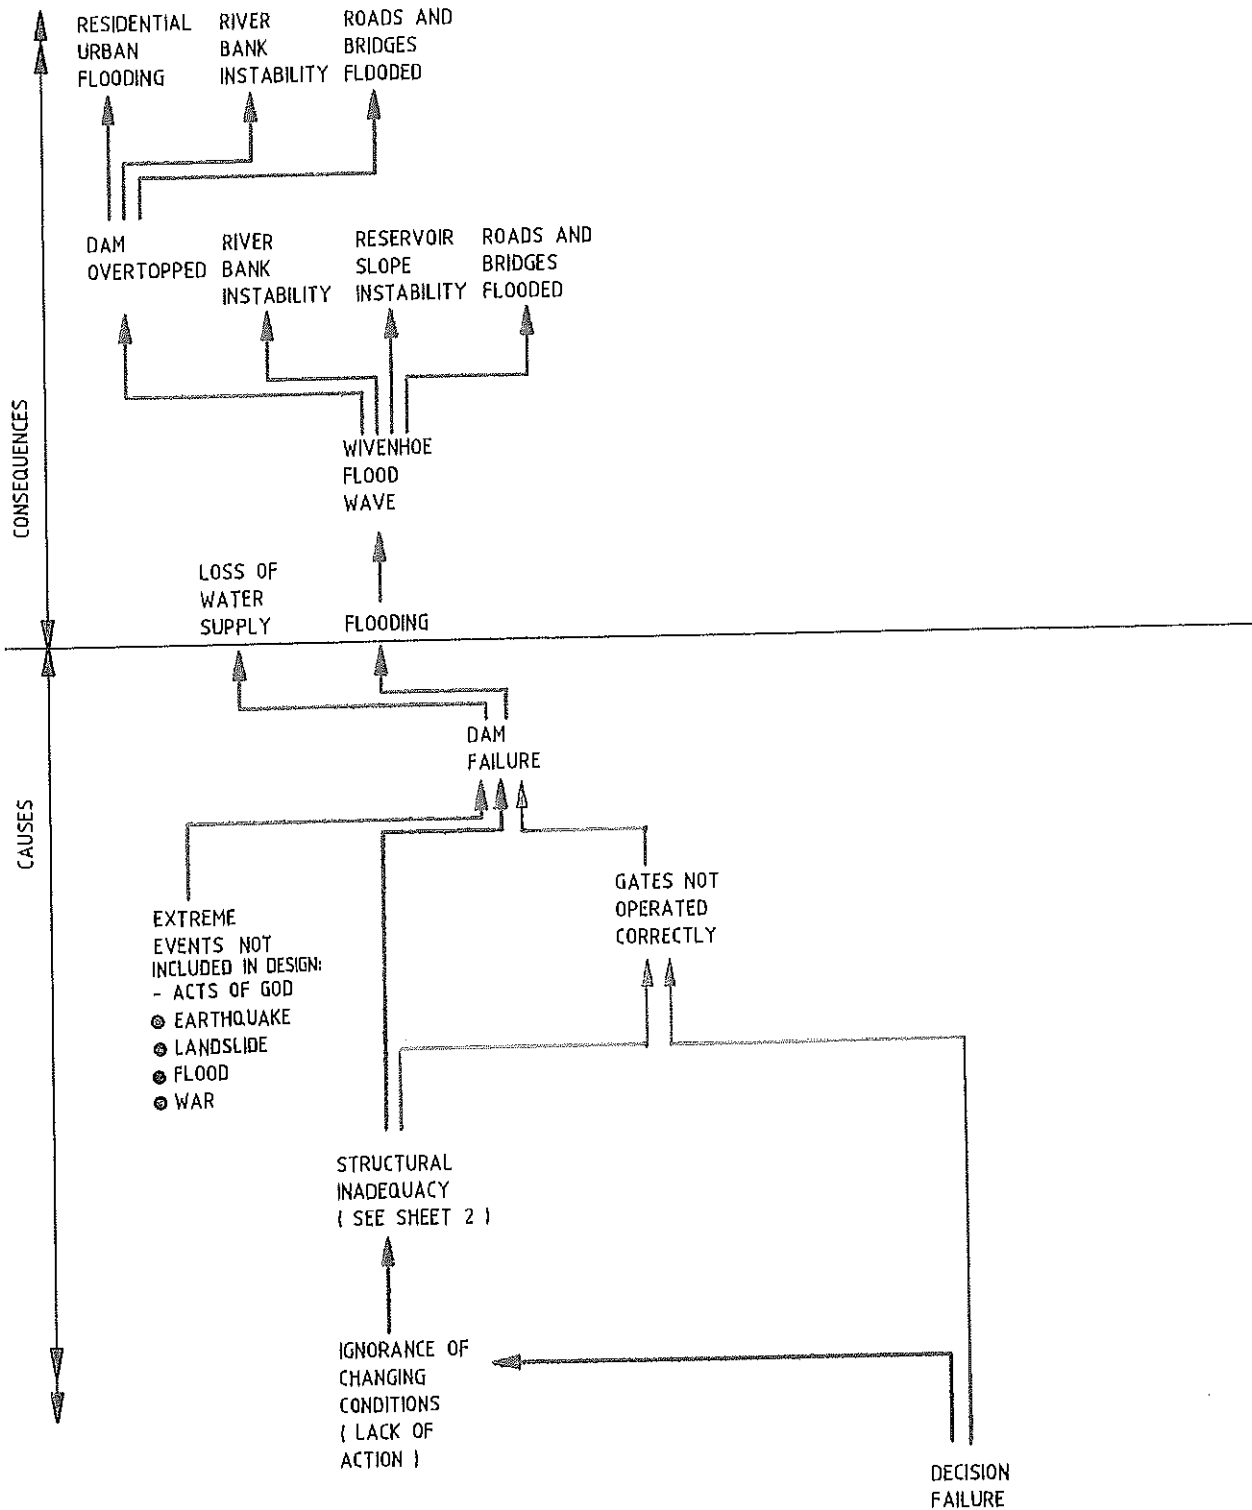 RESIDENTIAL
URBAN
FLOODING
RIVER
BANK
INSTABILITY
ROADS AND
BRIDGES
FLOODED
DAM
OVERTOPPED
RIVER
BANK
INSTABILITY
RESERVOIR
SLOPE
INSTABILITY
ROADS AND
BRIDGES
FLOODED
CONSEQUENCES
WIVENHOE
FLOOD
WAVE
LOSS OF
WATER
SUPPLY
FLOODING
DAM
FAILURE
CAUSES
EXTREME
EVENTS NOT
INCLUDED IN DESIGN:
- ACTS OF GOD
● EARTHQUAKE
● LANDSLIDE
● FLOOD
● WAR
GATES NOT
OPERATED
CORRECTLY
STRUCTURAL
INADEQUACY
( SEE SHEET 2 )
IGNORANCE OF
CHANGING
CONDITIONS
( LACK OF
ACTION )
DECISION
FAILURE